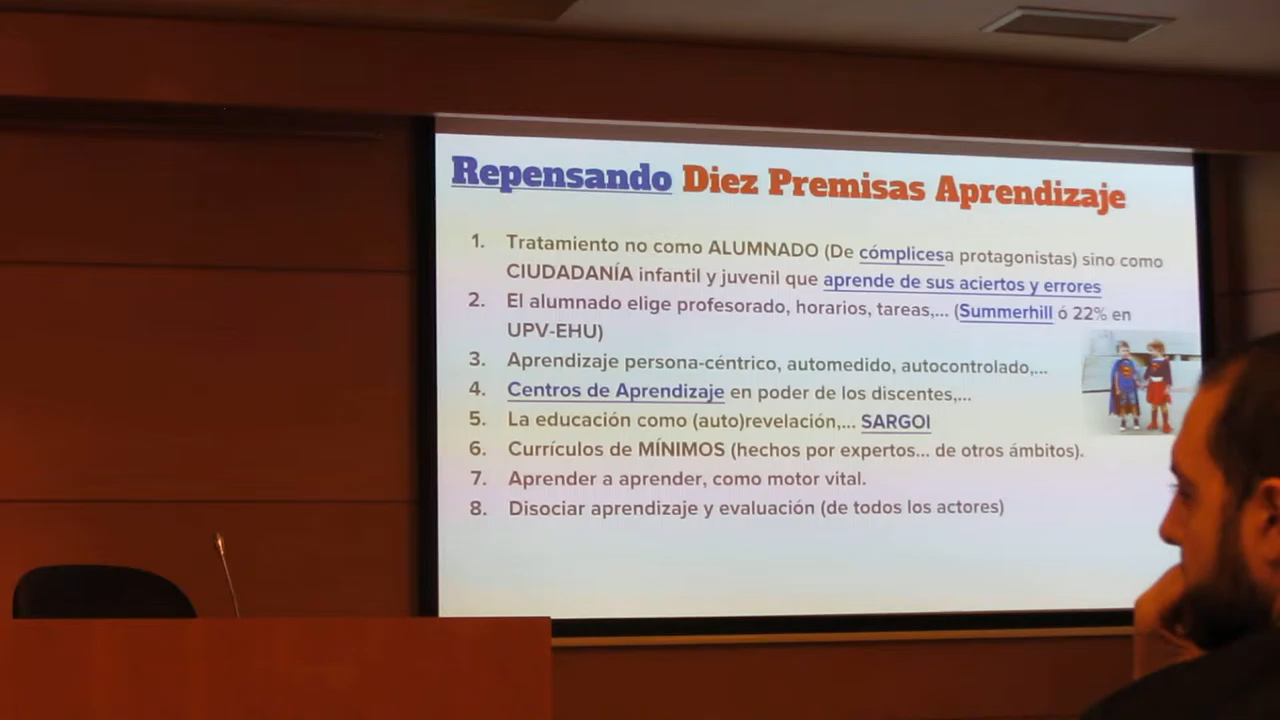 Repensando Diez Premisas Aprendizaje
1. Tratamiento no como ALUMNADO (De cómplicesa protagonistas) sino como
CIUDADANÍA infantil y juvenil que aprende de sus aciertos y errores
2. El alumnado elige profesorado, horarios, tareas,... (Summerhill ó 22% en
UPV-EHU)
3. Aprendizaje persona-céntrico, automedido, autocontrolado,...
4. Centros de Aprendizaje en poder de los discentes,...
5. La educación como (auto)revelación,... SARGOI
6. Currículos de MÍNIMOS (hechos por expertos... de otros ámbitos).
7. Aprender a aprender, como motor vital.
8. Disociar aprendizaje y evaluación (de todos los actores)